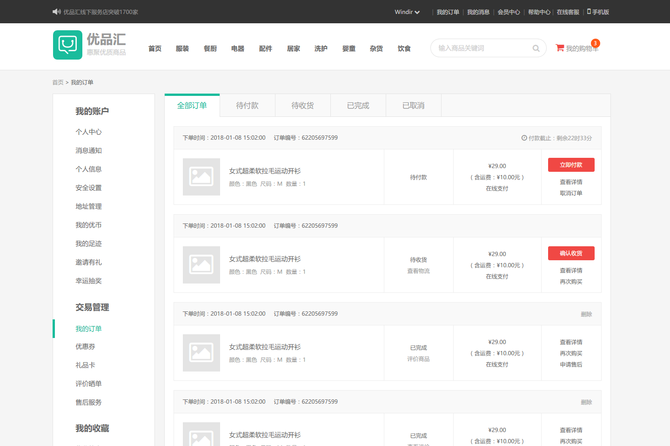 优品汇线下服务店突破1700家
Windir
我的订单
我的消息
会员中心
帮助中心
在线客服
手机版
优品汇
首页
服装
餐厨
电器
配件
居家
洗护
婴童
杂货
饮食
输入商品关键词
我的购物车
3
首页 > 我的订单
我的账户
个人中心
消息通知
个人信息
安全设置
地址管理
我的优币
我的足迹
邀请有礼
幸运抽奖
交易管理
我的订单
优惠券
礼品卡
评价晒单
售后服务
我的收藏
全部订单
待付款
待收货
已完成
已取消
下单时间：2018-01-08 15:02:00 订单编号：62205697599
付款截止：剩余22时33分
女式超柔软拉毛运动开衫
颜色：黑色 尺码：M 数量：1
待付款
¥29.00
（含运费：¥10.00元）
在线支付
立即付款
查看详情
取消订单
下单时间：2018-01-08 15:02:00 订单编号：62205697599
女式超柔软拉毛运动开衫
颜色：黑色 尺码：M 数量：1
待收货
查看物流
¥29.00
（含运费：¥10.00元）
在线支付
确认收货
查看详情
再次购买
下单时间：2018-01-08 15:02:00 订单编号：62205697599
删除
女式超柔软拉毛运动开衫
颜色：黑色 尺码：M 数量：1
已完成
评价商品
¥29.00
（含运费：¥10.00元）
在线支付
查看详情
再次购买
申请售后
下单时间：2018-01-08 15:02:00 订单编号：62205697599
删除
女式超柔软拉毛运动开衫
已完成
¥29.00
（含运费：¥10.00元）
查看详情
再次购买